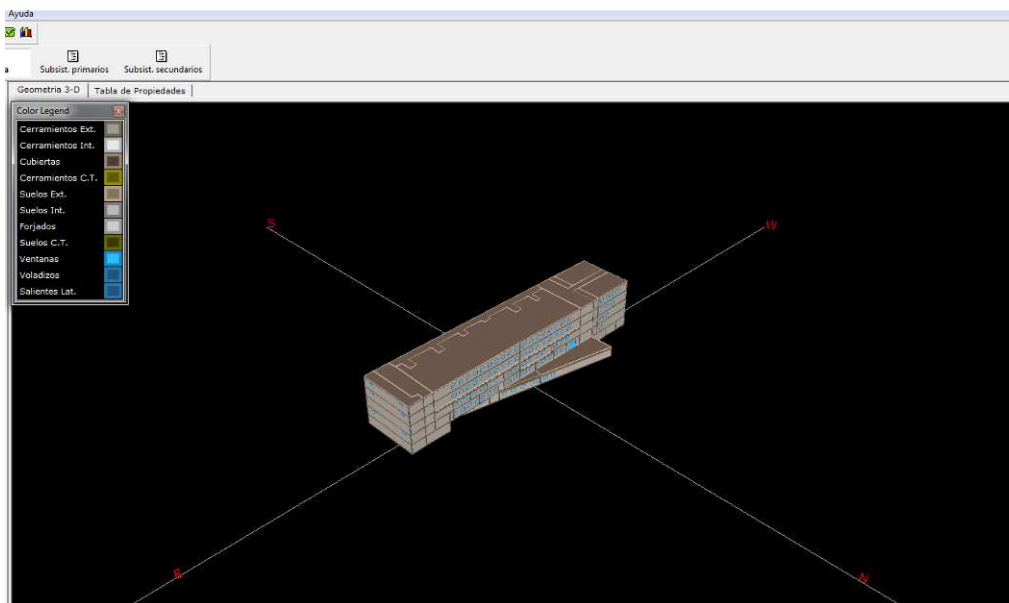 Ayuda
Subsist. primarios Subsist. secundarios
Geometria 3-D Tabla de Propiedades
Color Legend
Cerramientos Ext.
Cerramientos Int.
Cubiertas
Cerramientos C.T.
Suelos Ext.
Suelos Int.
Forjados
Suelos C.T.
Ventanas
Voladizos
Salientes Lat.
S
W
E
N